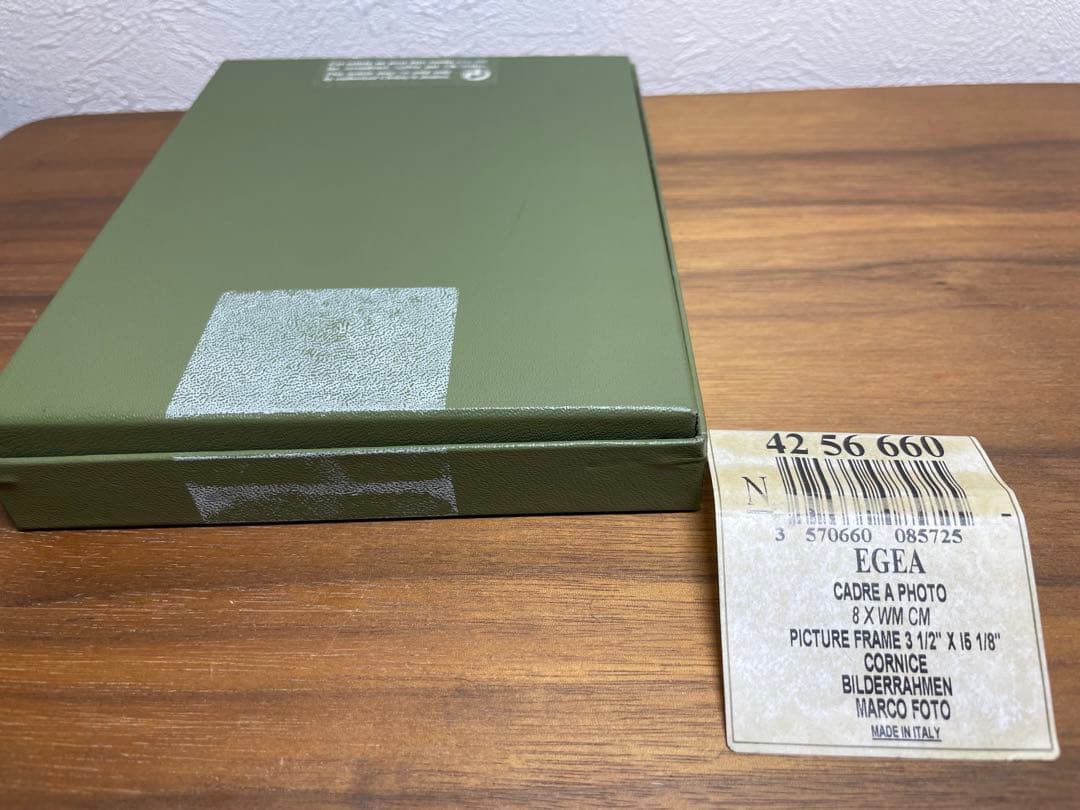 42 56 660
N
3 570660 085725
EGEA
CADRE A PHOTO
8 X WM CM
PICTURE FRAME 3 1/2" X I5 1/8"
CORNICE
BILDERRAHMEN
MARCO FOTO
MADE IN ITALY